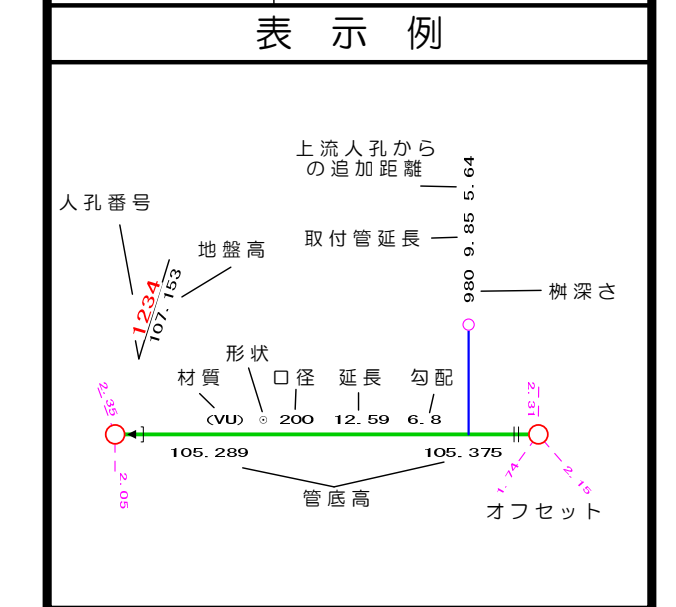 表示例
上流人孔から
の追加距離
5.64
人孔番号
取付管延長
9.85
地盤高
980
桝深さ
1234
107.153
形状
材質
口径
延長
勾配
(VU) ⊙ 200 12.59 6.8
2.35
2.31
105.289
105.375
2.05
1.74
2.15
管底高
オフセット